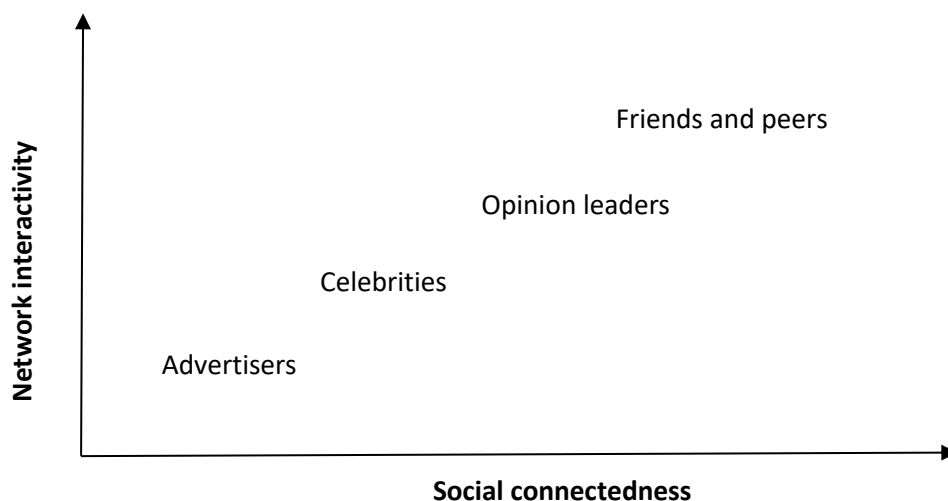 Network interactivity
Friends and peers
Opinion leaders
Celebrities
Advertisers
Social connectedness